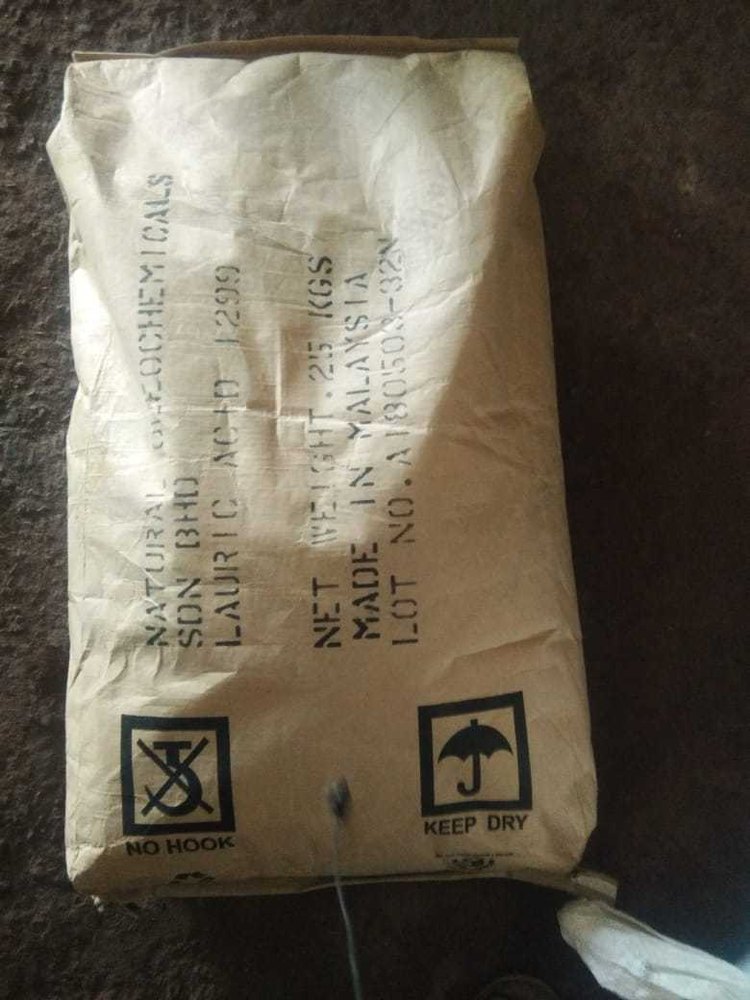 NATURAL OLEOCHEMICALS
SDN BHD
LAURIC ACID 1299
NET WEIGHT. 25 KGS
MADE IN MALAYSIA
LOT NO.
NO HOOK
KEEP DRY